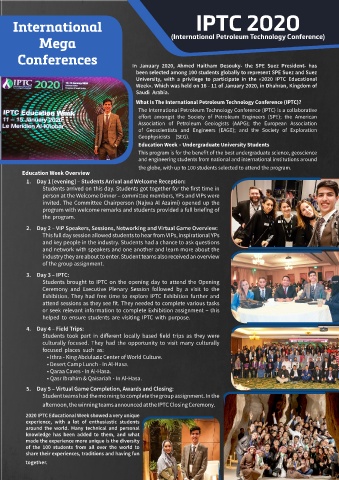 International
Mega
Conferences
IPTC 2020
(International Petroleum Technology Conference)
In January 2020, Ahmed Haitham Desouky- the SPE Suez President- has
been selected among 100 students globally to represent SPE Suez and Suez
University, with a privilege to participate in the «2020 IPTC Educational
Week», Which was held on 10 - 11 of January 2020, in Dhahran, Kingdom of
Saudi Arabia.
What Is The International Petroleum Technology Conference (IPTC)?
The International Petroleum Technology Conference (IPTC) is a collaborative
effort amongst the Society of Petroleum Engineers (SPE); the American
Association of Petroleum Geologists (AAPG); the European Association
of Geoscientists and Engineers (EAGE); and the Society of Exploration
Geophysicists (SEG).
Education Week - Undergraduate University Students
This program is for the benefit of the best undergraduate science, geoscience
and engineering students from national and international institutions around
the globe, with up to 100 students selected to attend the program.
IPTC
IPTC Education Week
11 – 15 January 2020
Le Meridien Al Khobar
Education Week Overview
1. Day 1 (evening) - Students Arrival and Welcome Reception:
Students arrived on this day. Students got together for the first time in
person at the Welcome Dinner – committee members, YPs and VIPs were
invited. The Committee Chairperson (Najwa Al Azzimi) opened up the
program with welcome remarks and students provided a full briefing of
the program.
2. Day 2 - VIP Speakers, Sessions, Networking and Virtual Game Overview:
This full day session allowed students to hear from VIPs, inspirational YPs
and key people in the industry. Students had a chance to ask questions
and network with speakers and one another and learn more about the
industry they are about to enter. Student teams also received an overview
of the group assignment.
3. Day 3 – IPTC:
Students brought to IPTC on the opening day to attend the Opening
Ceremony and Executive Plenary Session followed by a visit to the
Exhibition. They had free time to explore IPTC Exhibition further and
attend sessions as they see fit. They needed to complete various tasks
or seek relevant information to complete Exhibition assignment – this
helped to ensure students are visiting IPTC with purpose.
4. Day 4 - Field Trips:
Students took part in different locally based field trips as they were
culturally focused. They had the opportunity to visit many culturally
focused places such as:
• Ithra - King Abdulaziz Center of World Culture.
• Desert Camp Lunch - In Al-Hasa.
• Qaraa Caves - In Al-Hasa.
• Qasr Ibrahim & Qaisariah - In Al-Hasa.
5. Day 5 – Virtual Game Completion, Awards and Closing:
Student teams had the morning to complete the group assignment. In the
afternoon, the winning teams announced at the IPTC Closing Ceremony.
2020 IPTC Educational Week showed a very unique
experience, with a lot of enthusiastic students
around the world. Many technical and personal
knowledge has been added to them, and what
made the experience more unique is the diversity
of the 100 students from all over the world to
share their experiences, traditions and having fun
together.